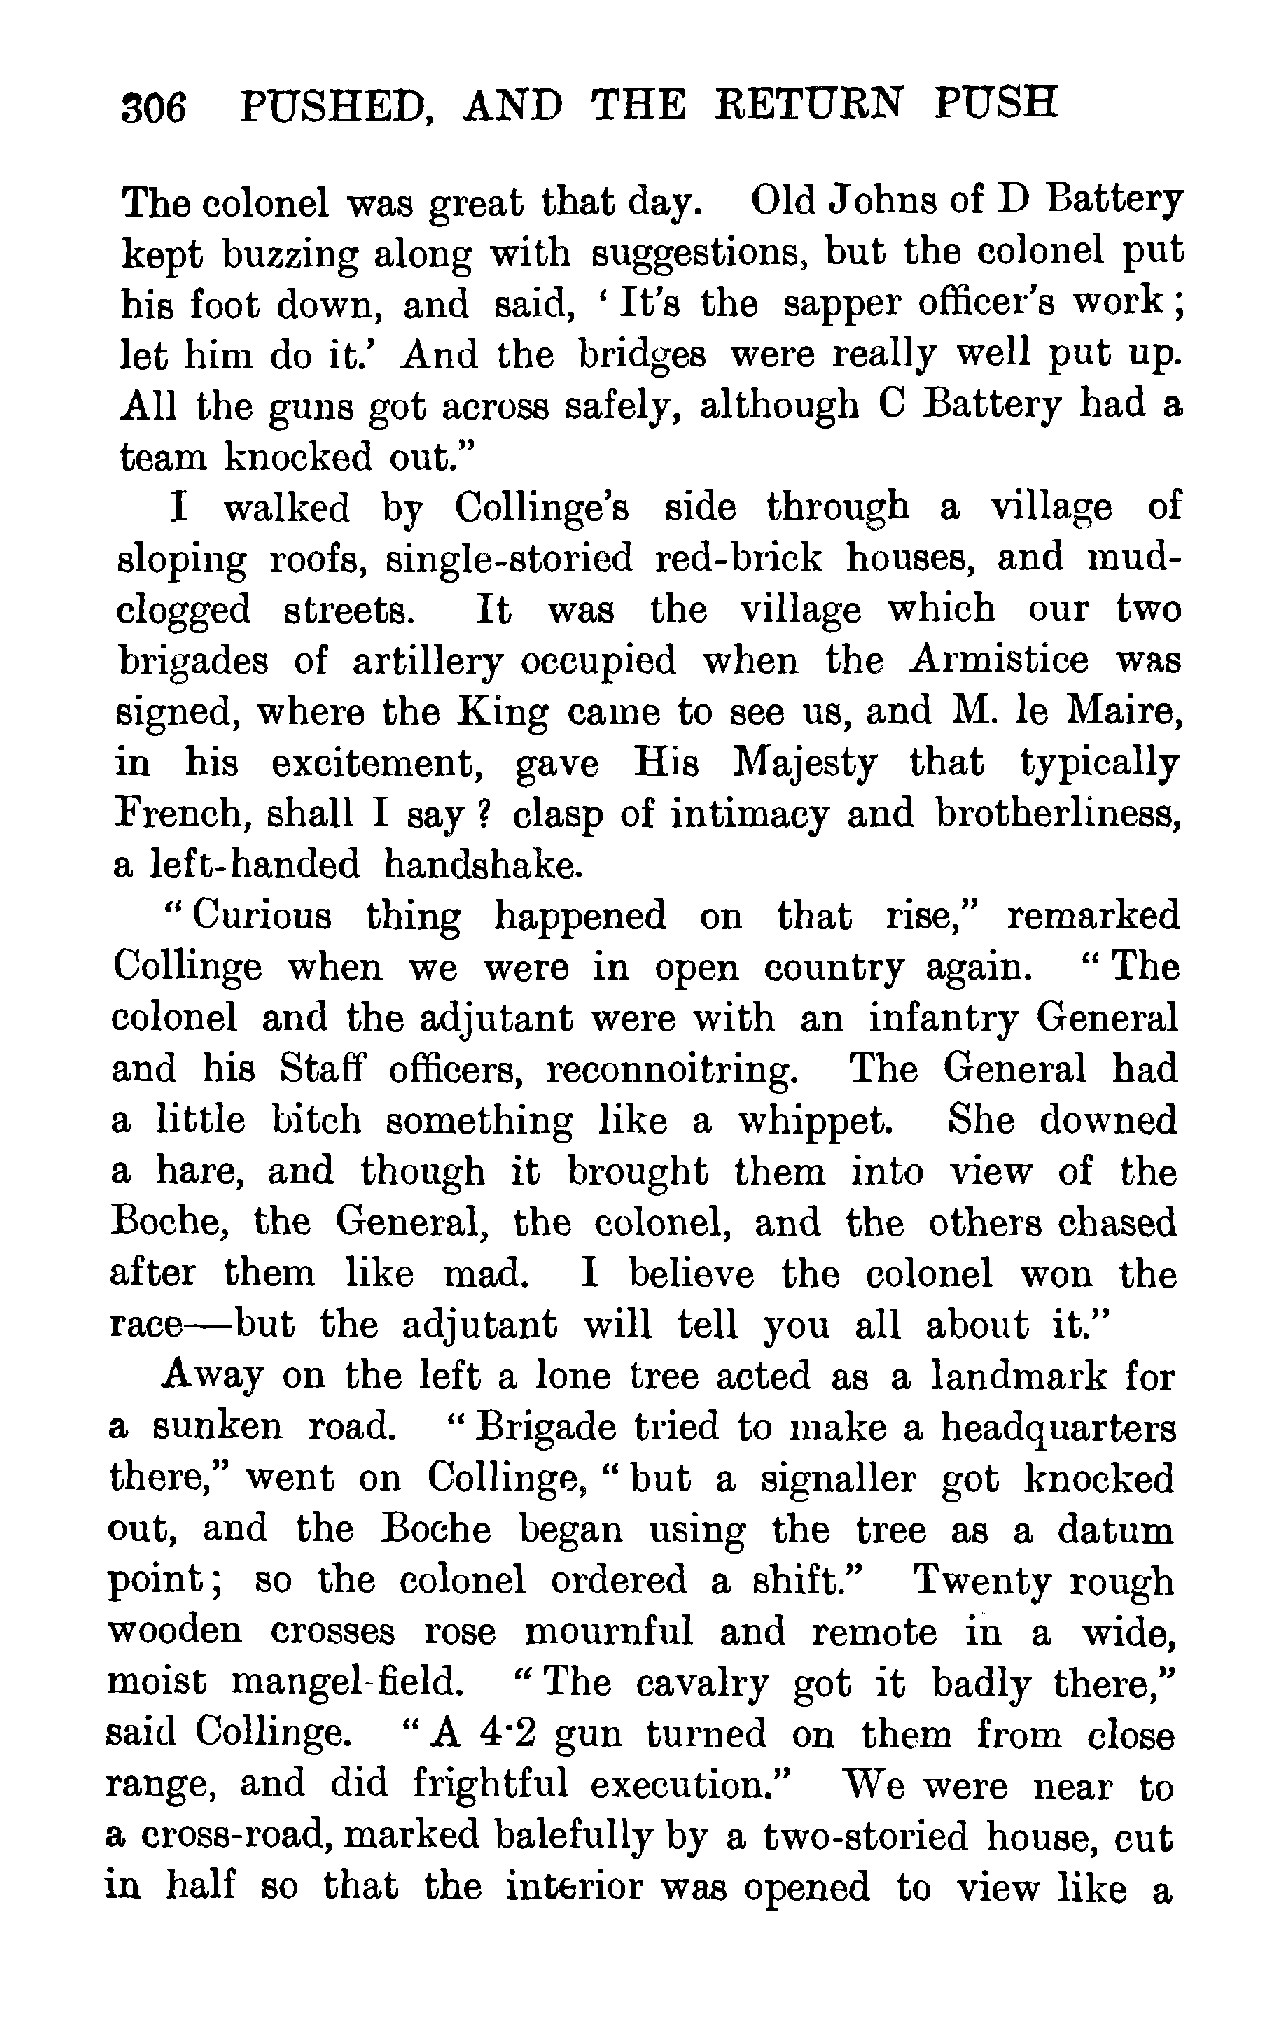 306 PUSHED, AND THE RETURN PUSH
The colonel was great that day. Old Johns of D Battery
kept buzzing along with suggestions, but the colonel put
his foot down, and said, ‘ It’s the sapper officer’s work ;
let him do it.’ And the bridges were really well put up.
All the guns got across safely, although C Battery had a
team knocked out.”
I walked by Collinge’s side through a village of
sloping roofs, single-storied red-brick houses, and mud-
clogged streets. It was the village which our two
brigades of artillery occupied when the Armistice was
signed, where the King came to see us, and M. le Maire,
in his excitement, gave His Majesty that typically
French, shall I say ? clasp of intimacy and brotherliness,
a left-handed handshake.
“ Curious thing happened on that rise,” remarked
Collinge when we were in open country again. “ The
colonel and the adjutant were with an infantry General
and his Staff officers, reconnoitring. The General had
a little bitch something like a whippet. She downed
a hare, and though it brought them into view of the
Boche, the General, the colonel, and the others chased
after them like mad. I believe the colonel won the
race—but the adjutant will tell you all about it.”
Away on the left a lone tree acted as a landmark for
a sunken road. “ Brigade tried to make a headquarters
there,” went on Collinge, “ but a signaller got knocked
out, and the Boche began using the tree as a datum
point ; so the colonel ordered a shift.” Twenty rough
wooden crosses rose mournful and remote in a wide,
moist mangel-field. “ The cavalry got it badly there,”
said Collinge. “ A 4·2 gun turned on them from close
range, and did frightful execution.” We were near to
a cross-road, marked balefully by a two-storied house, cut
in half so that the interior was opened to view like a